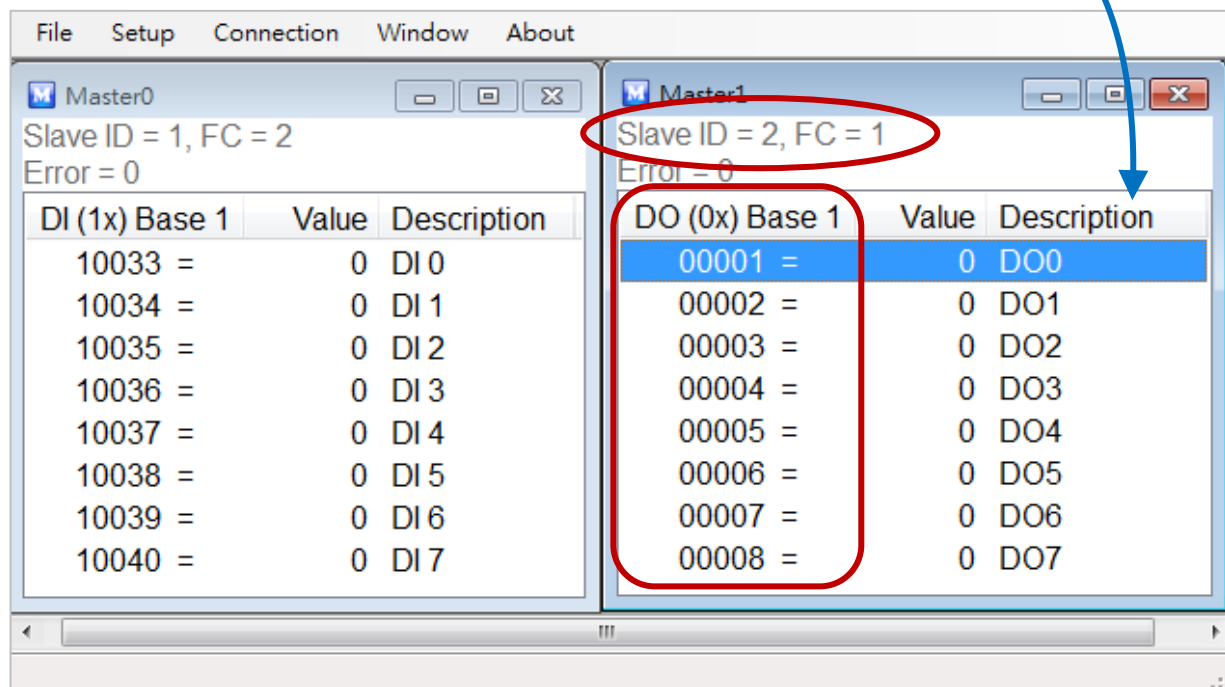 File Setup Connection Window About
Master0
Slave ID = 1, FC = 2
Error = 0
DI (1x) Base 1 Value Description
10033 = 0 DI 0
10034 = 0 DI 1
10035 = 0 DI 2
10036 = 0 DI 3
10037 = 0 DI 4
10038 = 0 DI 5
10039 = 0 DI 6
10040 = 0 DI 7
Master1
Slave ID = 2, FC = 1
Error = 0
DO (0x) Base 1 Value Description
00001 = 0 DO0
00002 = 0 DO1
00003 = 0 DO2
00004 = 0 DO3
00005 = 0 DO4
00006 = 0 DO5
00007 = 0 DO6
00008 = 0 DO7